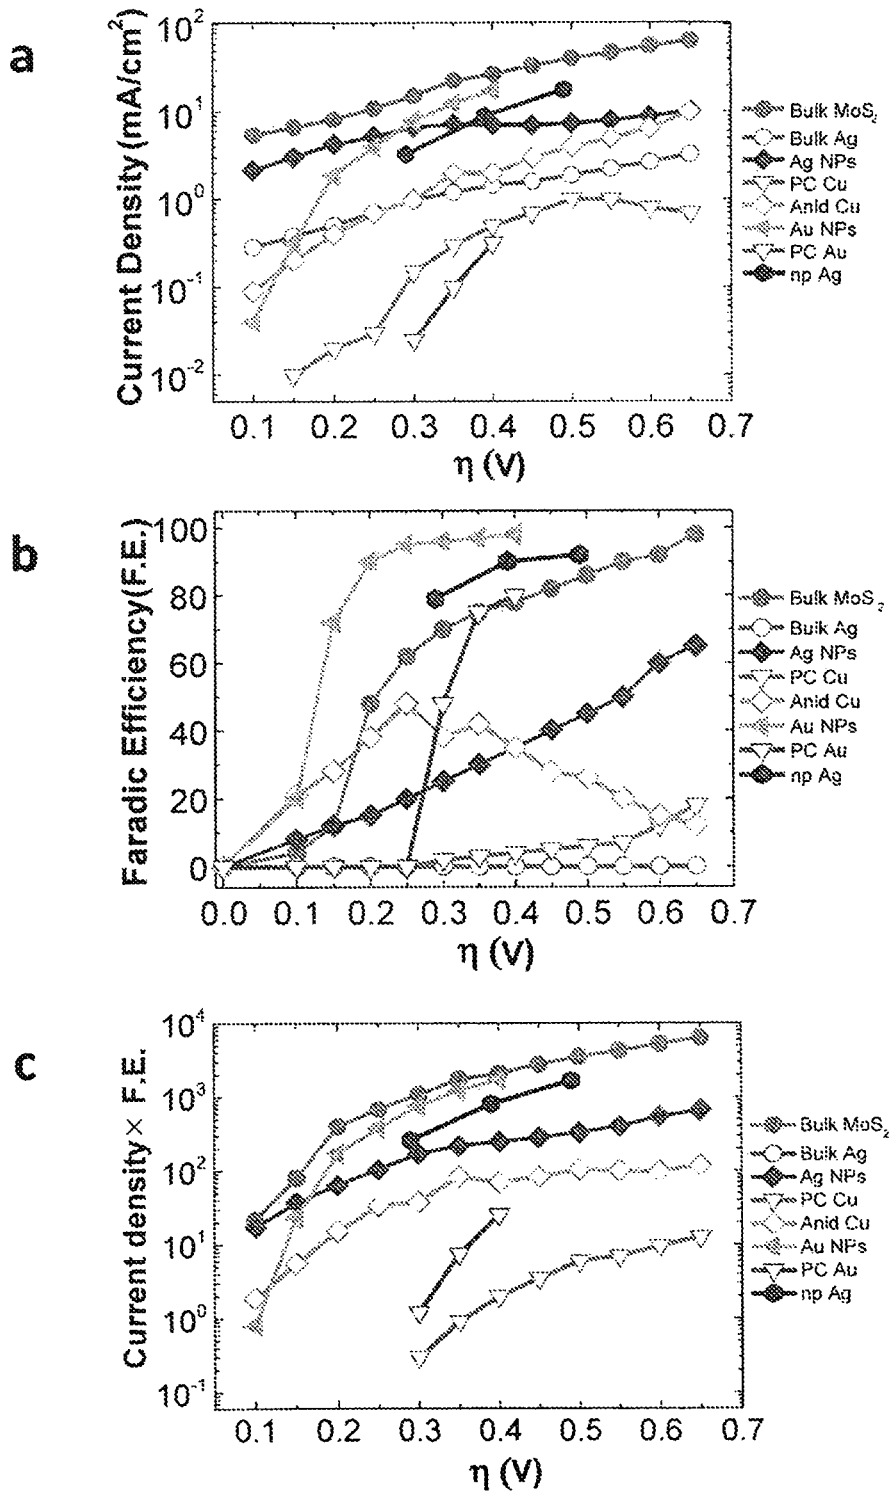 a
Current Density (mA/cm²)
10²
10¹
10⁰
10⁻¹
10⁻²
0.1 0.2 0.3 0.4 0.5 0.6 0.7
η (V)
Bulk MoS₂
Bulk Ag
Ag NPs
PC Cu
Anid Cu
Au NPs
PC Au
np Ag
b
Faradic Efficiency(F.E.)
100
80
60
40
20
0
0.0 0.1 0.2 0.3 0.4 0.5 0.6 0.7
η (V)
Bulk MoS₂
Bulk Ag
Ag NPs
PC Cu
Anid Cu
Au NPs
PC Au
np Ag
c
Current density× F.E.
10⁴
10³
10²
10¹
10⁰
10⁻¹
0.1 0.2 0.3 0.4 0.5 0.6 0.7
η (V)
Bulk MoS₂
Bulk Ag
Ag NPs
PC Cu
Anid Cu
Au NPs
PC Au
np Ag